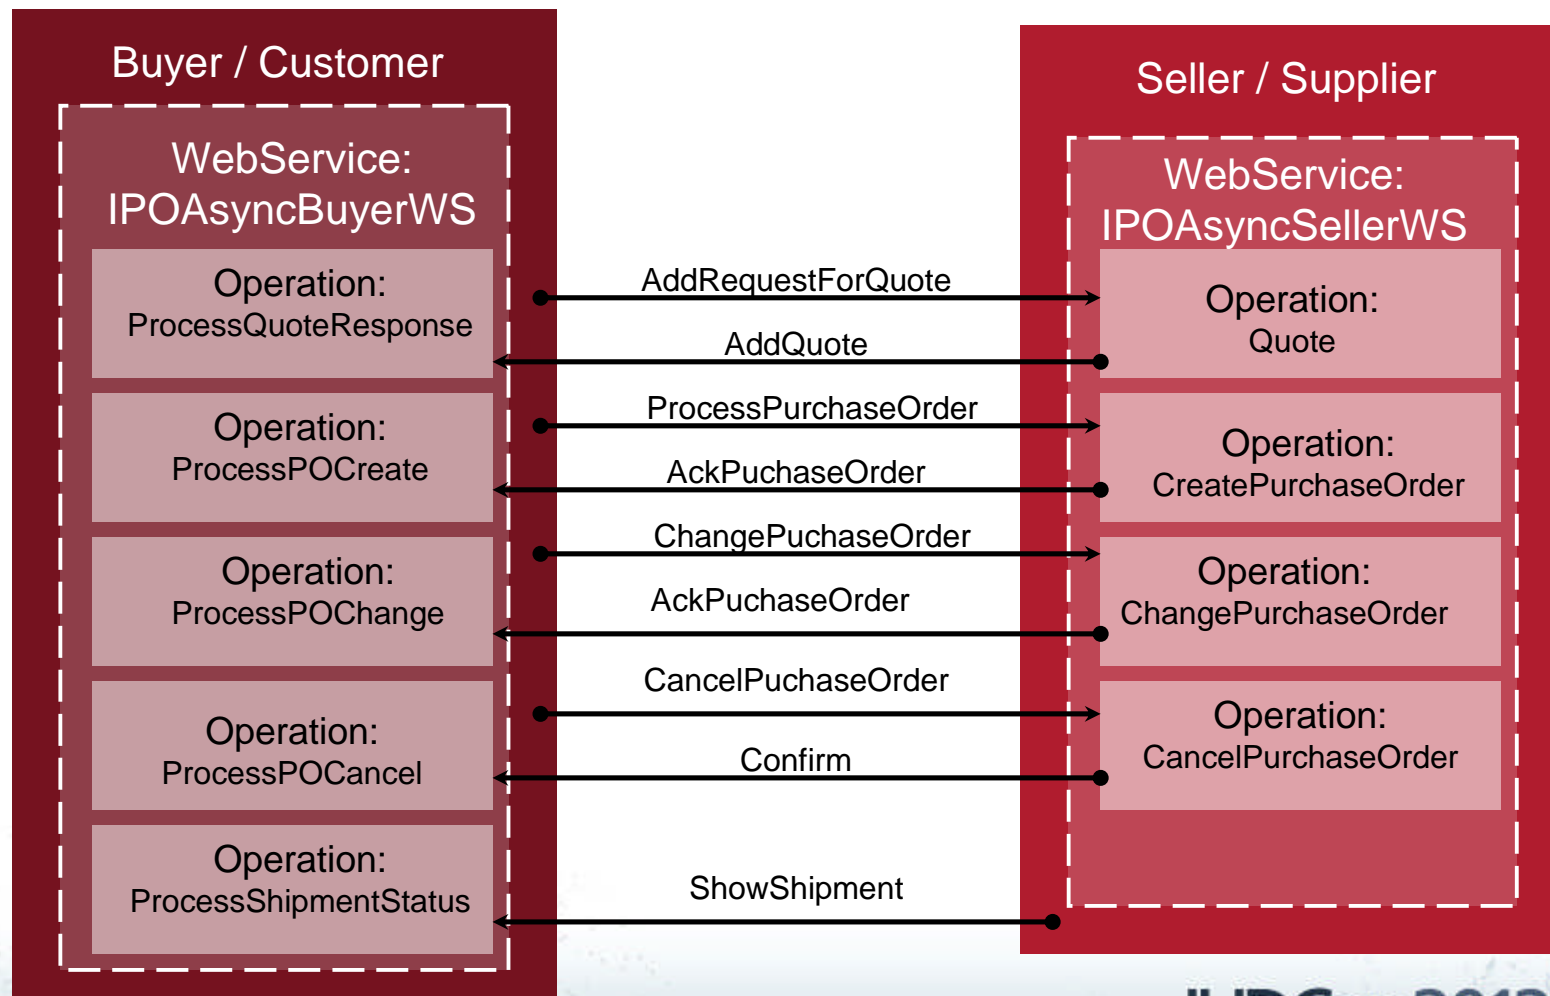 Buyer / Customer
WebService:
IPOAsyncBuyerWS
Operation:
ProcessQuoteResponse
Operation:
ProcessPOCreate
Operation:
ProcessPOChange
Operation:
ProcessPOCancel
Operation:
ProcessShipmentStatus
AddRequestForQuote
AddQuote
ProcessPurchaseOrder
AckPuchaseOrder
ChangePuchaseOrder
AckPuchaseOrder
CancelPuchaseOrder
Confirm
ShowShipment
Seller / Supplier
WebService:
IPOAsyncSellerWS
Operation:
Quote
Operation:
CreatePurchaseOrder
Operation:
ChangePurchaseOrder
Operation:
CancelPurchaseOrder